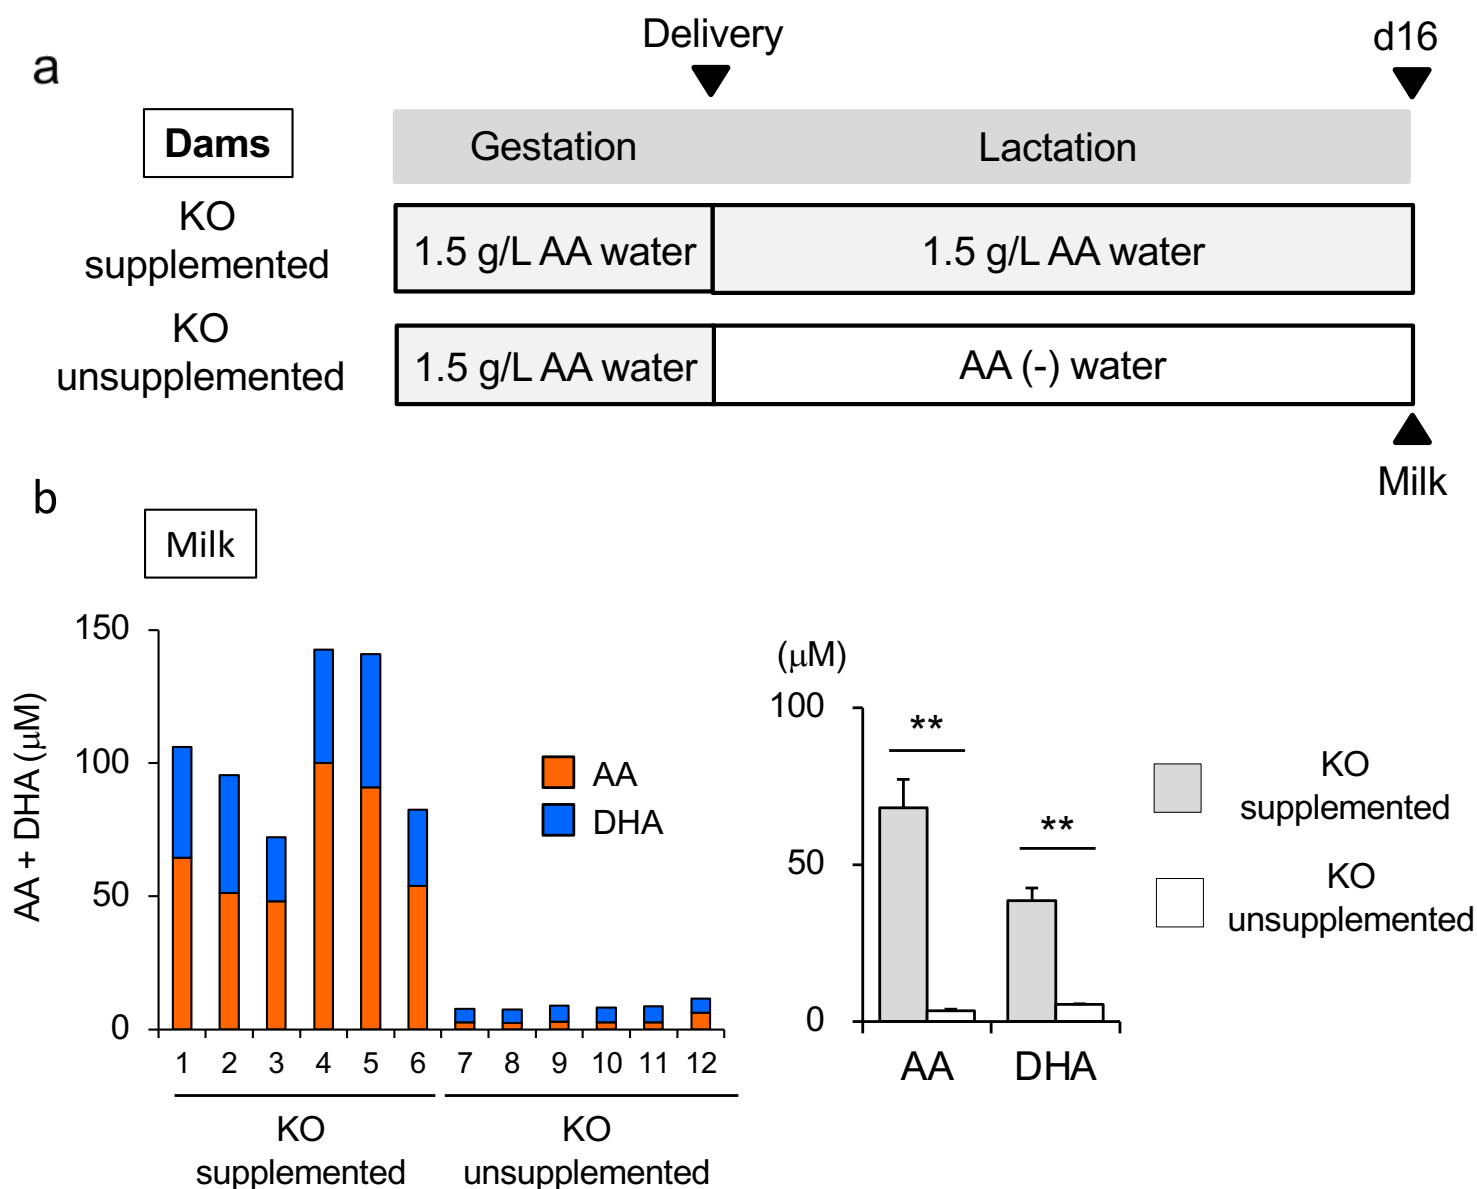 a
Delivery
d16
Dams
Gestation
Lactation
KO
supplemented
1.5 g/L AA water
1.5 g/L AA water
KO
unsupplemented
1.5 g/L AA water
AA (-) water
Milk
b
Milk
AA + DHA (μM)
150
100
50
0
AA
DHA
1 2 3 4 5 6 7 8 9 10 11 12
KO
supplemented
KO
unsupplemented
(μM)
100
50
0
**
**
AA
DHA
KO
supplemented
KO
unsupplemented